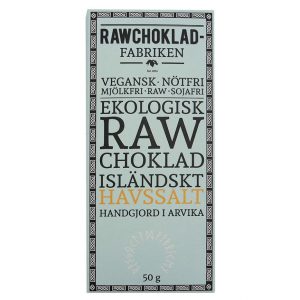 RAWCHOKLAD-
FABRIKEN
VEGANSK · NÖTFRI
MJÖLKFRI · RAW · SOJAFRI
EKOLOGISK
RAW
CHOKLAD
ISLÄNDSKT
HAVSSALT
HANDGJORD I ARVIKA
50 g